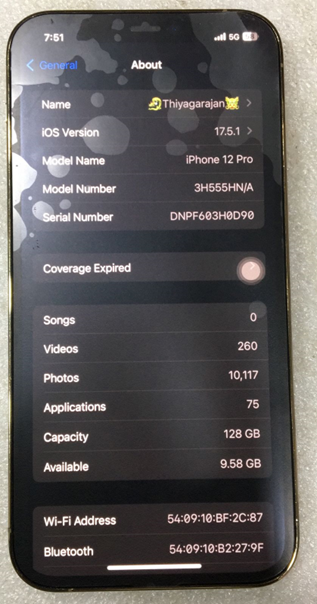 7:51
5G
General
About
Name Thiyagarajan
iOS Version 17.5.1
Model Name iPhone 12 Pro
Model Number 3H555HN/A
Serial Number DNPF603H0D90
Coverage Expired
Songs 0
Videos 260
Photos 10,117
Applications 75
Capacity 128 GB
Available 9.58 GB
Wi-Fi Address 54:09:10:BF:2C:87
Bluetooth 54:09:10:B2:27:9F